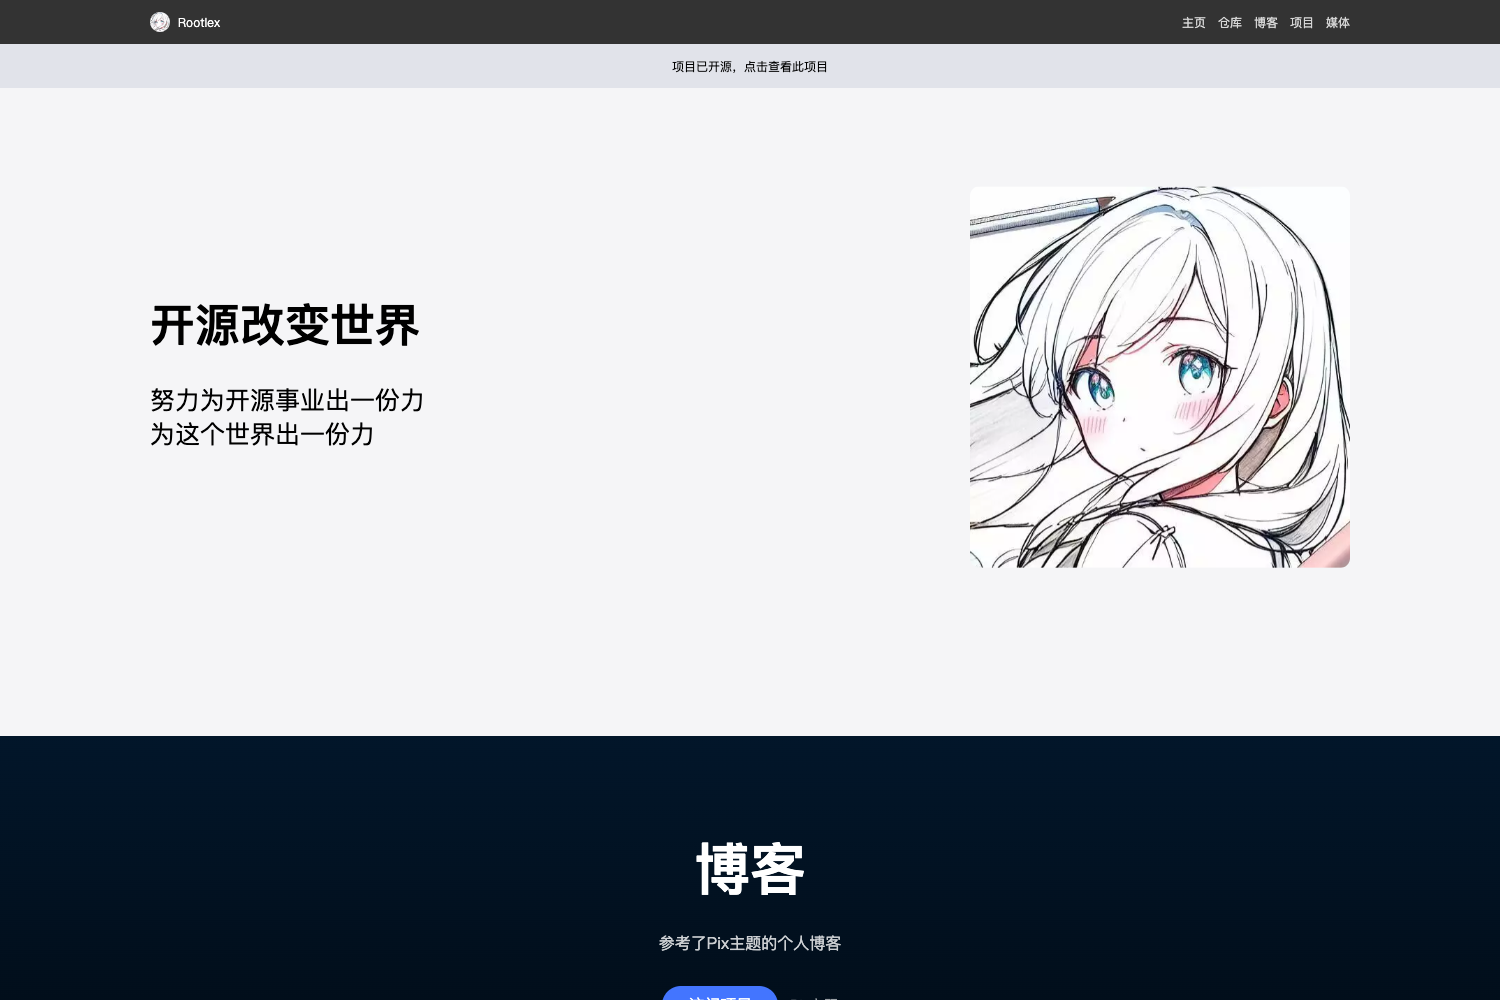 Rootlex
主页 仓库 博客 项目 媒体
项目已开源，点击查看此项目
开源改变世界
努力为开源事业出一份力
为这个世界出一份力
博客
参考了Pix主题的个人博客